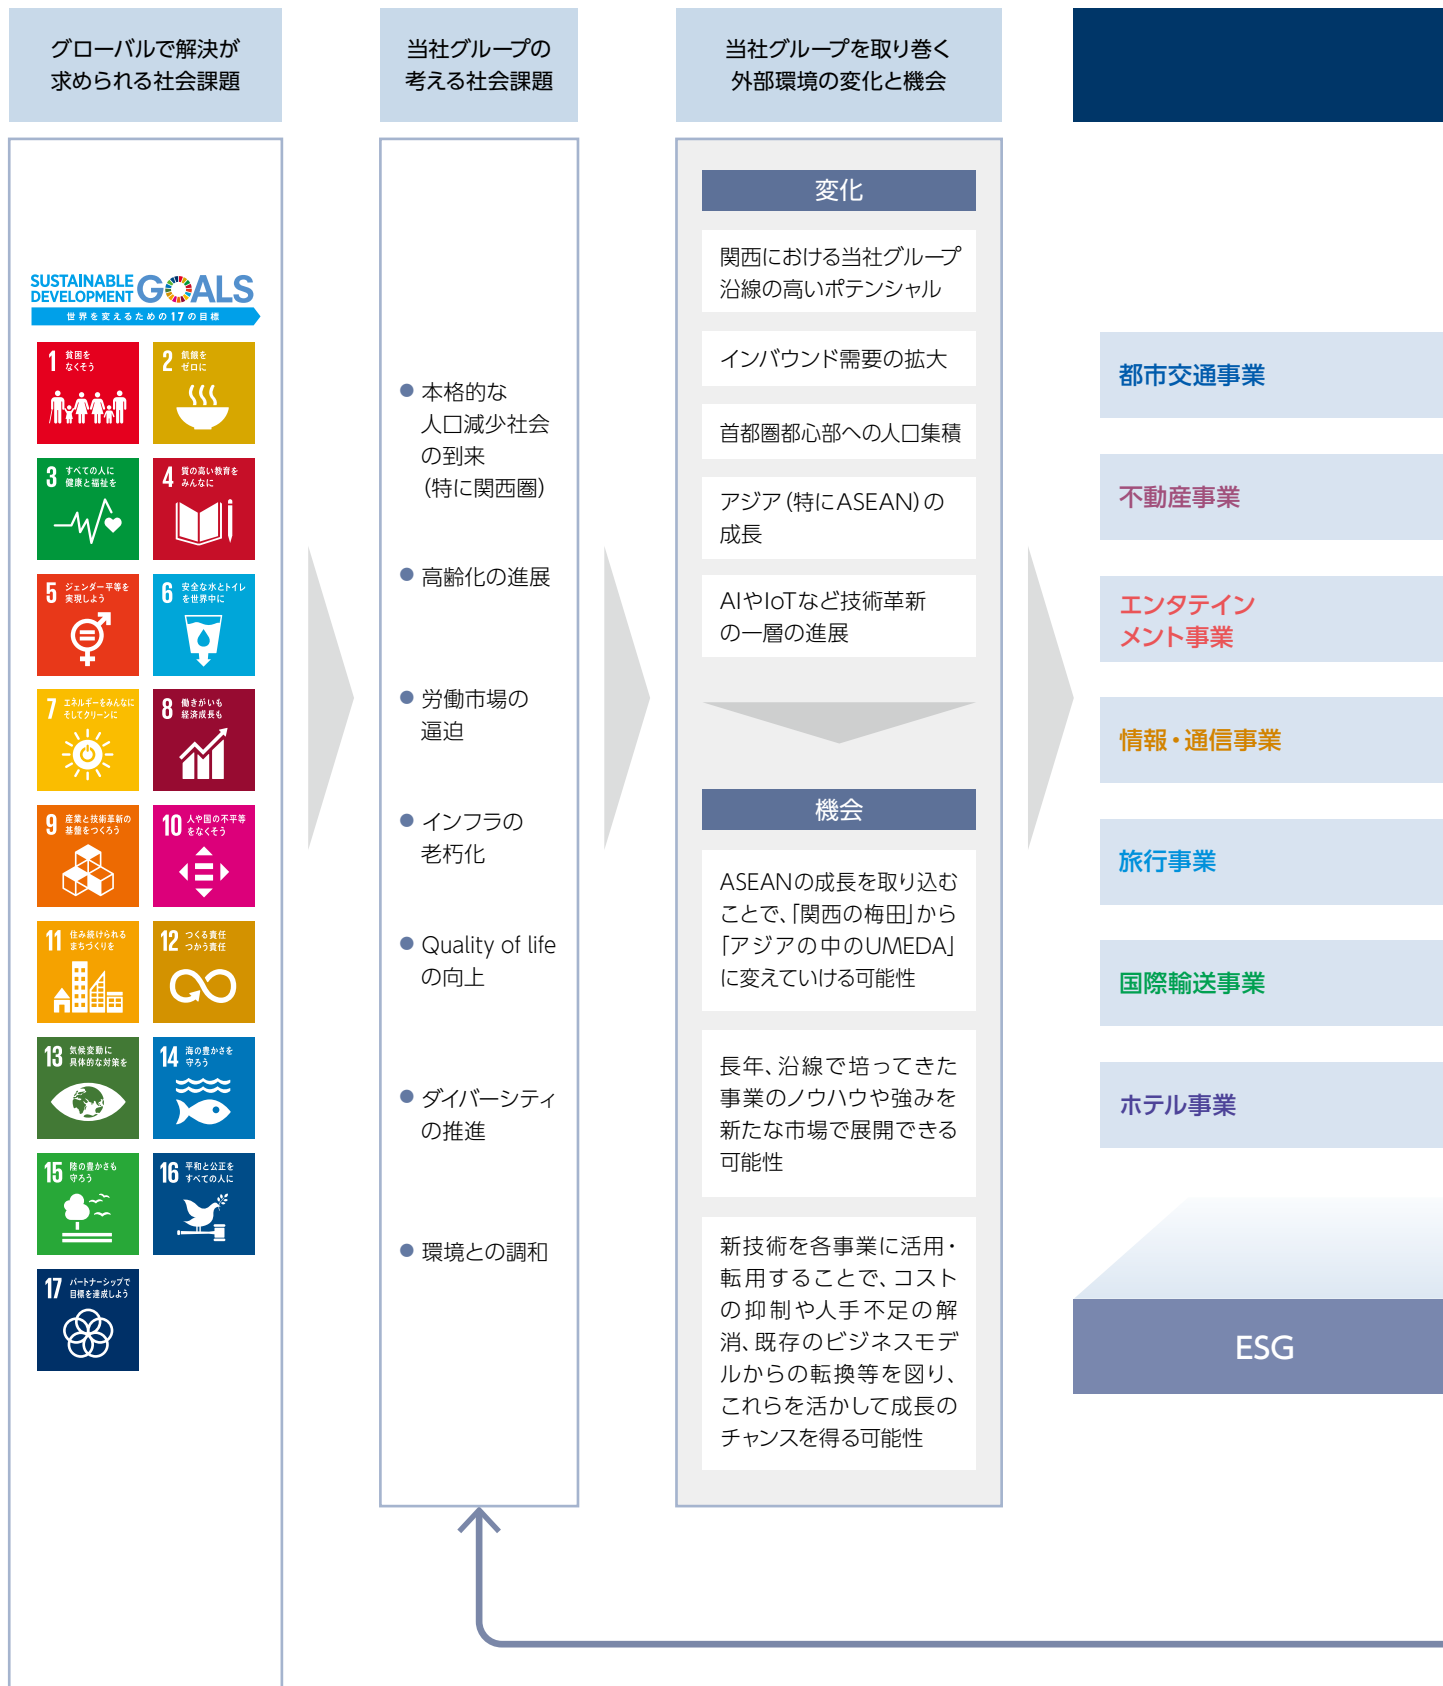 グローバルで解決が
求められる社会課題
SUSTAINABLE
DEVELOPMENT
GOALS
世界を変えるための17の目標
1 貧困を
なくそう
2 飢餓を
ゼロに
3 すべての人に
健康と福祉を
4 質の高い教育を
みんなに
5 ジェンダー平等を
実現しよう
6 安全な水とトイレ
を世界中に
7 エネルギーをみんなに
そしてクリーンに
8 働きがいも
経済成長も
9 産業と技術革新の
基盤をつくろう
10 人や国の不平等
をなくそう
11 住み続けられる
まちづくりを
12 つくる責任
つかう責任
13 気候変動に
具体的な対策を
14 海の豊かさを
守ろう
15 陸の豊かさも
守ろう
16 平和と公正を
すべての人に
17 パートナーシップで
目標を達成しよう
当社グループの
考える社会課題
● 本格的な
人口減少社会
の到来
(特に関西圏)
● 高齢化の進展
● 労働市場の
逼迫
● インフラの
老朽化
● Quality of life
の向上
● ダイバーシティ
の推進
● 環境との調和
当社グループを取り巻く
外部環境の変化と機会
変化
関西における当社グループ
沿線の高いポテンシャル
インバウンド需要の拡大
首都圏都心部への人口集積
アジア(特にASEAN)の
成長
AIやIoTなど技術革新
の一層の進展
機会
ASEANの成長を取り込む
ことで、「関西の梅田」から
「アジアの中のUMEDA」
に変えていける可能性
長年、沿線で培ってきた
事業のノウハウや強みを
新たな市場で展開できる
可能性
新技術を各事業に活用・
転用することで、コスト
の抑制や人手不足の解
消、既存のビジネスモデ
ルからの転換等を図り、
これらを活かして成長の
チャンスを得る可能性
都市交通事業
不動産事業
エンタテイン
メント事業
情報・通信事業
旅行事業
国際輸送事業
ホテル事業
ESG